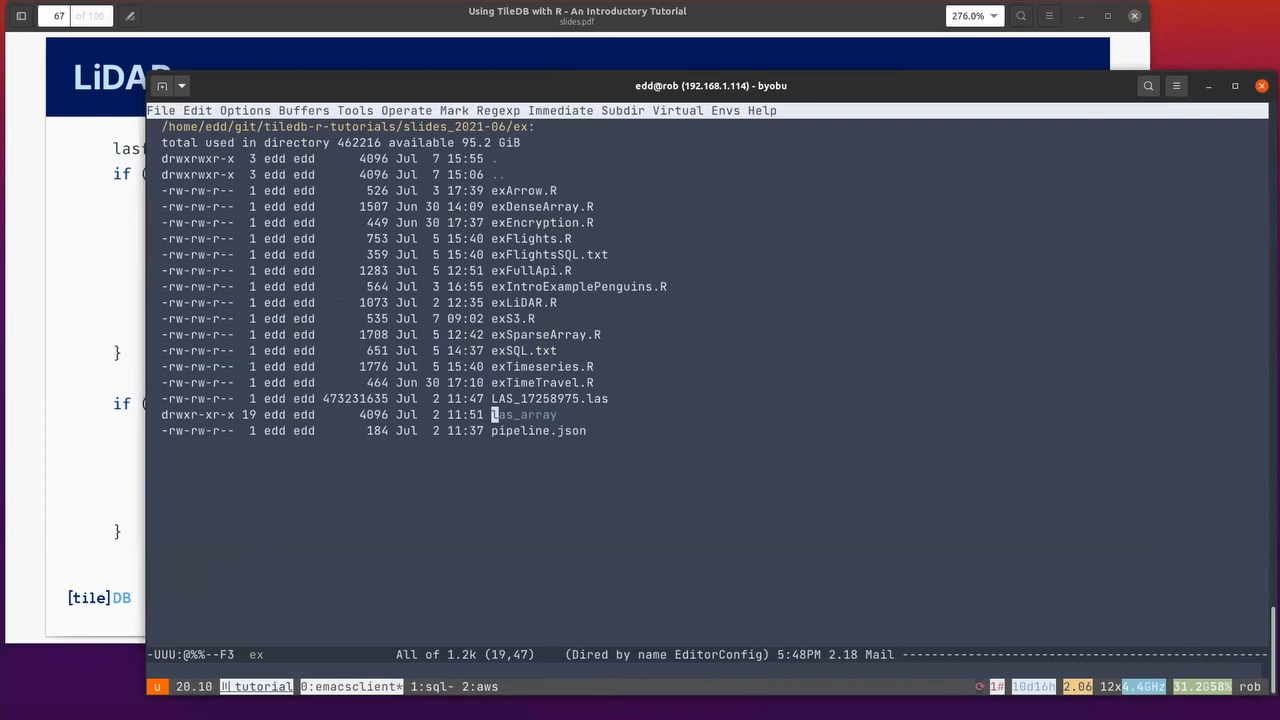 67 of 108
Using TileDB with R - An Introductory Tutorial
slides.pdf
276.0%
LiDAR
edd@rob (192.168.1.114) - byobu
File Edit Options Buffers Tools Operate Mark Regexp Immediate Subdir Virtual Envs Help
/home/edd/git/tiledb-r-tutorials/slides_2021-06/ex:
total used in directory 462216 available 95.2 GiB
drwxrwxr-x 3 edd edd 4096 Jul 7 15:55 .
drwxrwxr-x 3 edd edd 4096 Jul 7 15:06 ..
-rw-rw-r-- 1 edd edd 526 Jul 3 17:39 exArrow.R
-rw-rw-r-- 1 edd edd 1507 Jun 30 14:09 exDenseArray.R
-rw-rw-r-- 1 edd edd 449 Jun 30 17:37 exEncryption.R
-rw-rw-r-- 1 edd edd 753 Jul 5 15:40 exFlights.R
-rw-rw-r-- 1 edd edd 359 Jul 5 15:40 exFlightsSQL.txt
-rw-rw-r-- 1 edd edd 1283 Jul 5 12:51 exFullApi.R
-rw-rw-r-- 1 edd edd 564 Jul 3 16:55 exIntroExamplePenguins.R
-rw-rw-r-- 1 edd edd 1073 Jul 2 12:35 exLiDAR.R
-rw-rw-r-- 1 edd edd 535 Jul 7 09:02 exS3.R
-rw-rw-r-- 1 edd edd 1708 Jul 5 12:42 exSparseArray.R
-rw-rw-r-- 1 edd edd 651 Jul 5 14:37 exSQL.txt
-rw-rw-r-- 1 edd edd 1776 Jul 5 15:40 exTimeseries.R
-rw-rw-r-- 1 edd edd 464 Jun 30 17:10 exTimeTravel.R
-rw-rw-r-- 1 edd edd 473231635 Jul 2 11:47 LAS_17258975.las
drwxr-xr-x 19 edd edd 4096 Jul 2 11:51 las_array
-rw-rw-r-- 1 edd edd 184 Jul 2 11:37 pipeline.json
if (
}
if (
}
[tile]DB
-UUU:@%%--F3 ex All of 1.2k (19,47) (Dired by name EditorConfig) 5:48PM 2.18 Mail
u 20.10 tutorial 0:emacsclient* 1:sql- 2:aws 1# 10d16h 2.06 12x4.4GHz 31.2G58% rob